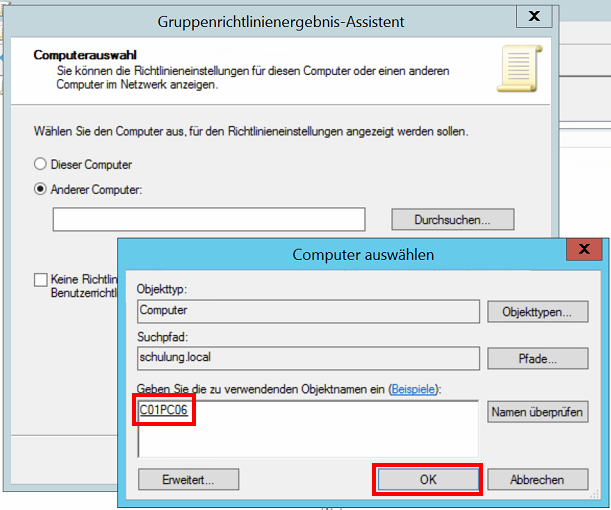 Gruppenrichtlinienergebnis-Assistent
X
Computerauswahl
Sie können die Richtlinieneinstellungen für diesen Computer oder einen anderen
Computer im Netzwerk anzeigen.
Wählen Sie den Computer aus, für den Richtlinieneinstellungen angezeigt werden sollen.
Dieser Computer
Anderer Computer:
Durchsuchen...
Keine Richtlin
Benutzerrichtli
Computer auswählen
X
Objekttyp:
Computer
Objekttypen...
Suchpfad:
schulung.local
Pfade...
Geben Sie die zu verwendenden Objektnamen ein (Beispiele):
C01PC06
Namen überprüfen
Erweitert...
OK
Abbrechen